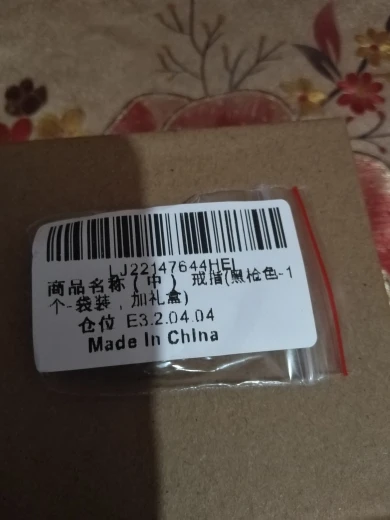 LJ22147644HEL
商品名称（中） 戒指(黑检色-1
个-袋装，加礼盒)
仓位 E3.2.04.04
Made In China